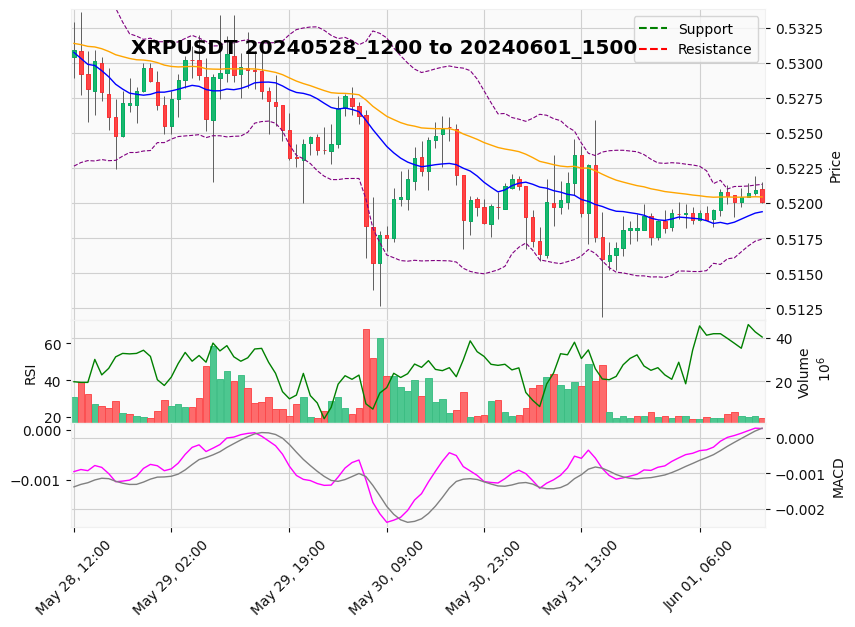 XRPUSDT 20240528_1200 to 20240601_1500
Support
Resistance
0.5325
0.5300
0.5275
0.5250
0.5225
0.5200
0.5175
0.5150
0.5125
Price
60
40
20
RSI
40
20
Volume
10⁶
0.000
−0.001
0.000
−0.001
−0.002
MACD
May 28, 12:00
May 29, 02:00
May 29, 19:00
May 30, 09:00
May 30, 23:00
May 31, 13:00
Jun 01, 06:00